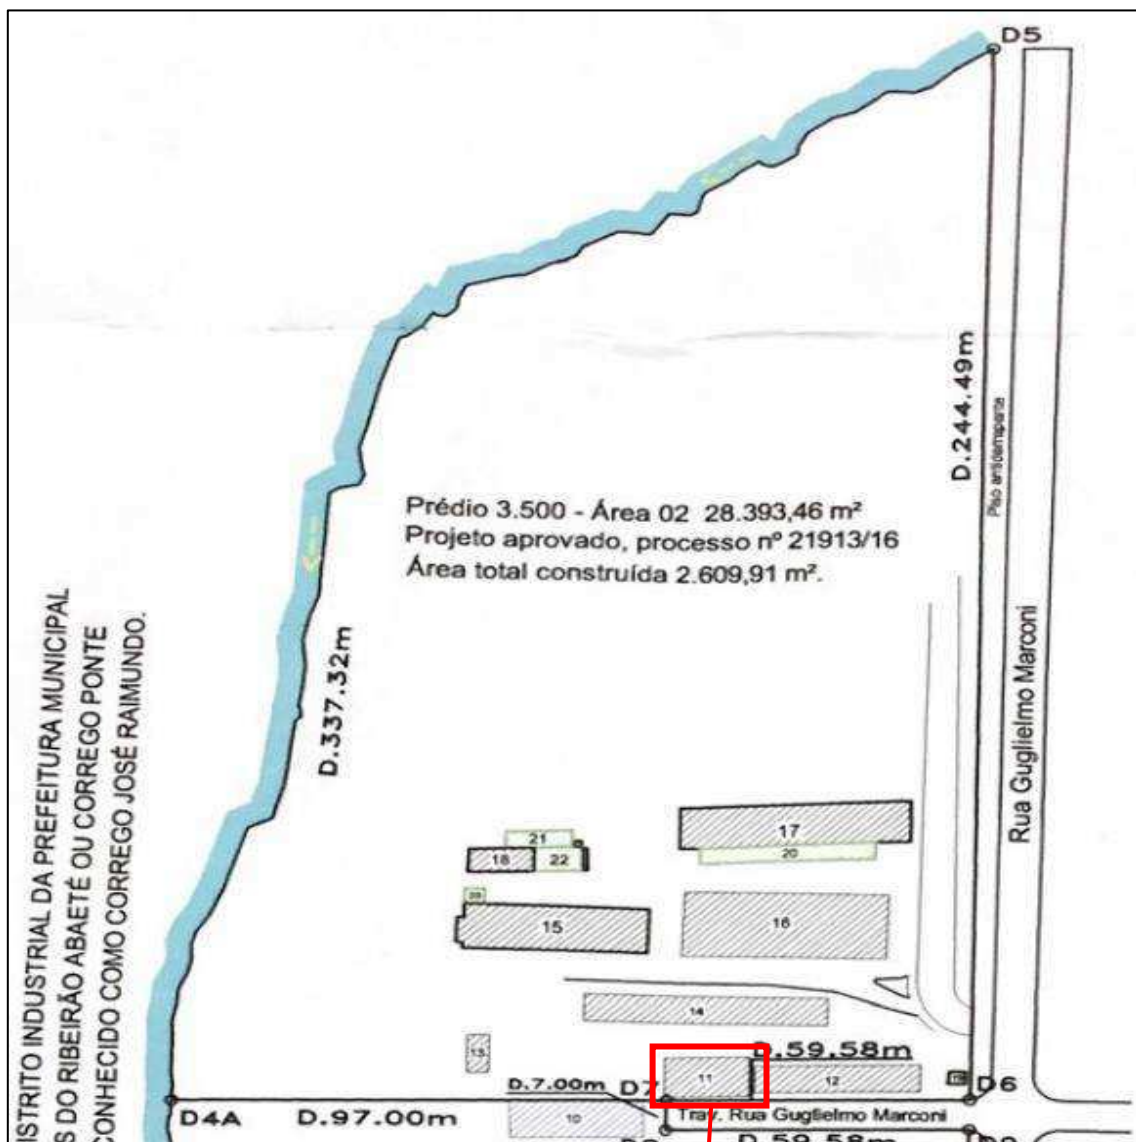 D5
D.244.49m
Piso antiderrapante
Rua Guglielmo Marconi
Prédio 3.500 - Área 02 28.393,46 m²
Projeto aprovado, processo nº 21913/16
Área total construída 2.609,91 m².
D.337.32m
ISTRITO INDUSTRIAL DA PREFEITURA MUNICIPAL
S DO RIBEIRÃO ABAETÉ OU CORREGO PONTE
CONHECIDO COMO CORREGO JOSÉ RAIMUNDO.
21
18
22
17
20
15
16
14
13
D.59.58m
11
12
D.7.00m
D7
D6
D4A
D.97.00m
10
Trav. Rua Guglielmo Marconi
D.59.58m